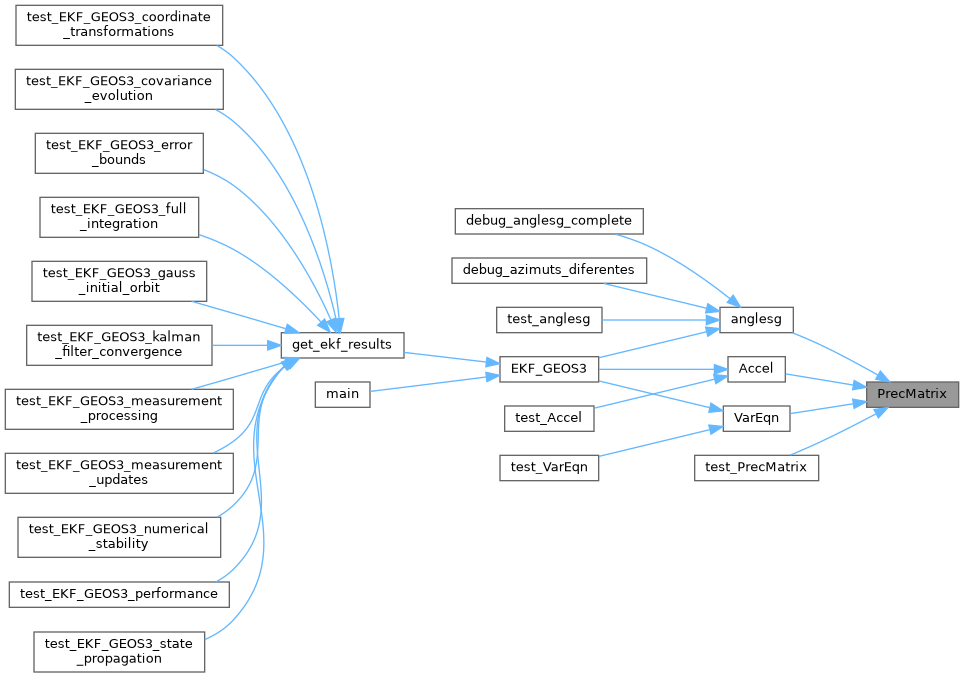 test_EKF_GEOS3_coordinate
_transformations
test_EKF_GEOS3_covariance
_evolution
test_EKF_GEOS3_error
_bounds
test_EKF_GEOS3_full
_integration
test_EKF_GEOS3_gauss
_initial_orbit
test_EKF_GEOS3_kalman
_filter_convergence
test_EKF_GEOS3_measurement
_processing
test_EKF_GEOS3_measurement
_updates
test_EKF_GEOS3_numerical
_stability
test_EKF_GEOS3_performance
test_EKF_GEOS3_state
_propagation
get_ekf_results
main
debug_anglesg_complete
debug_azimuts_diferentes
test_anglesg
EKF_GEOS3
test_Accel
test_VarEqn
anglesg
Accel
VarEqn
test_PrecMatrix
PrecMatrix